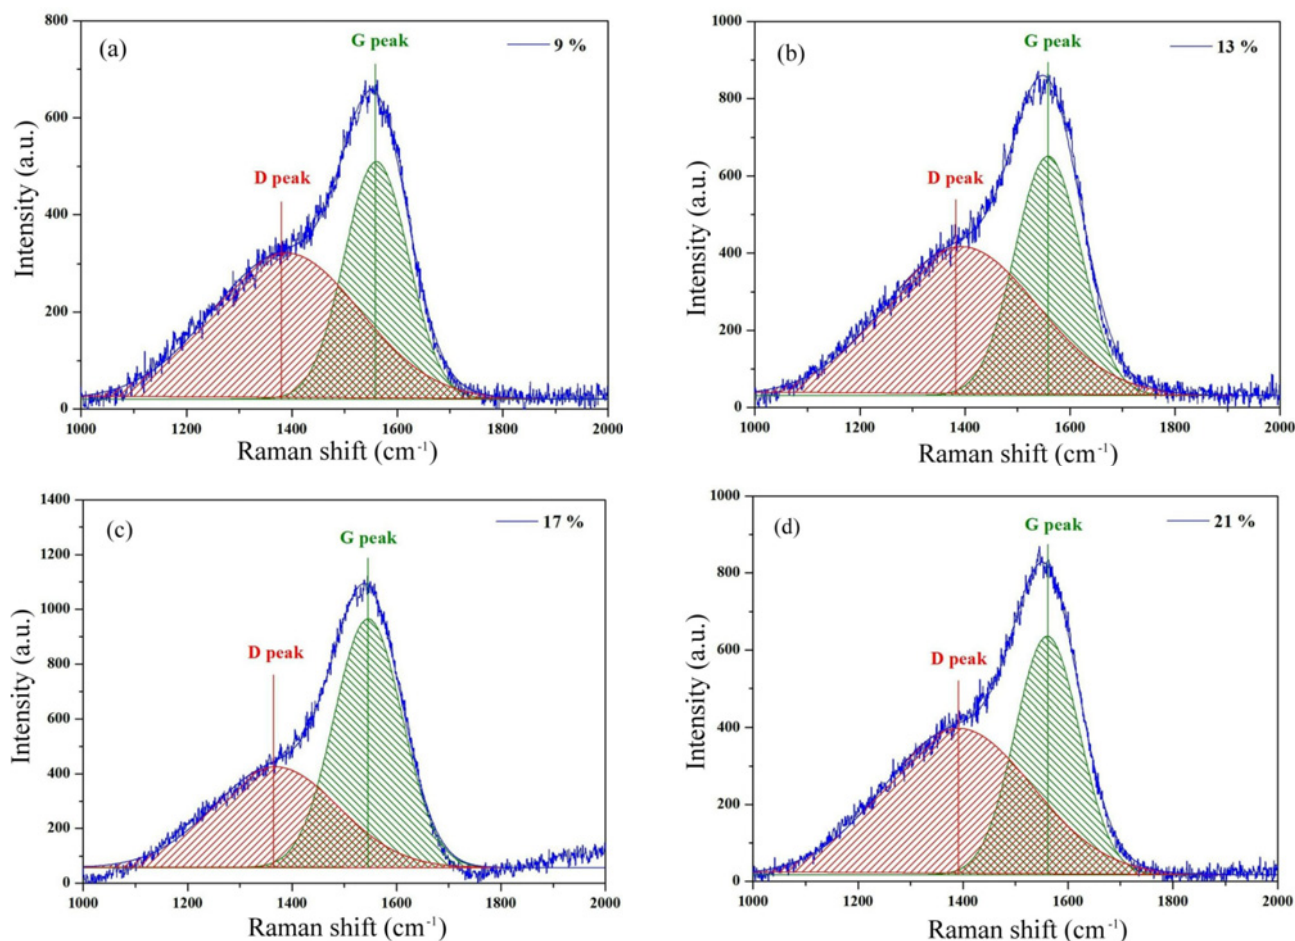 (a)
9 %
G peak
D peak
Intensity (a.u.)
800
600
400
200
0
1000 1200 1400 1600 1800 2000
Raman shift (cm-1)
(b)
13 %
G peak
D peak
Intensity (a.u.)
1000
800
600
400
200
0
1000 1200 1400 1600 1800 2000
Raman shift (cm-1)
(c)
17 %
G peak
D peak
Intensity (a.u.)
1400
1200
1000
800
600
400
200
0
1000 1200 1400 1600 1800 2000
Raman shift (cm-1)
(d)
21 %
G peak
D peak
Intensity (a.u.)
1000
800
600
400
200
0
1000 1200 1400 1600 1800 2000
Raman shift (cm-1)